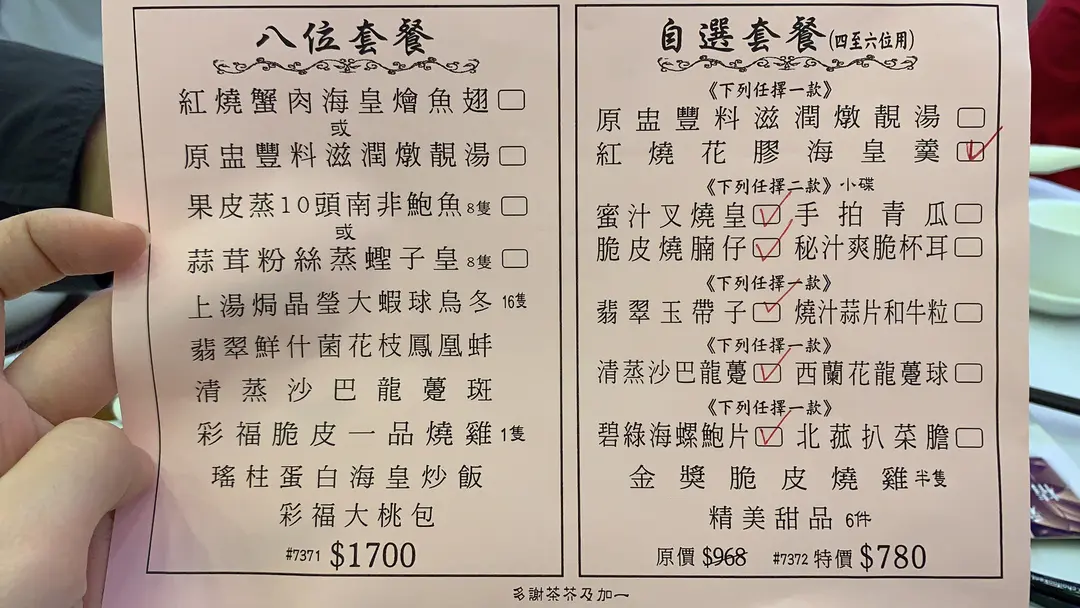 八位套餐
紅燒蟹肉海皇燴魚翅
或
原盅豐料滋潤燉靚湯
果皮蒸10頭南非鮑魚8隻
或
蒜茸粉絲蒸蟶子皇8隻
上湯焗晶瑩大蝦球烏冬16隻
翡翠鮮什菌花枝鳳凰蚌
清蒸沙巴龍躉斑
彩福脆皮一品燒雞1隻
瑤柱蛋白海皇炒飯
彩福大桃包
#7371 $1700
自選套餐(四至六位用)
《下列任擇一款》
原盅豐料滋潤燉靚湯
紅燒花膠海皇羹
《下列任擇二款》小碟
蜜汁叉燒皇 手拍青瓜
脆皮燒腩仔 秘汁爽脆杯耳
《下列任擇一款》
翡翠玉帶子 燒汁蒜片和牛粒
《下列任擇一款》
清蒸沙巴龍躉 西蘭花龍躉球
《下列任擇一款》
碧綠海螺鮑片 北菰扒菜膽
金獎脆皮燒雞半隻
精美甜品 6件
原價 $968 #7372 特價 $780
多謝茶芥及加一